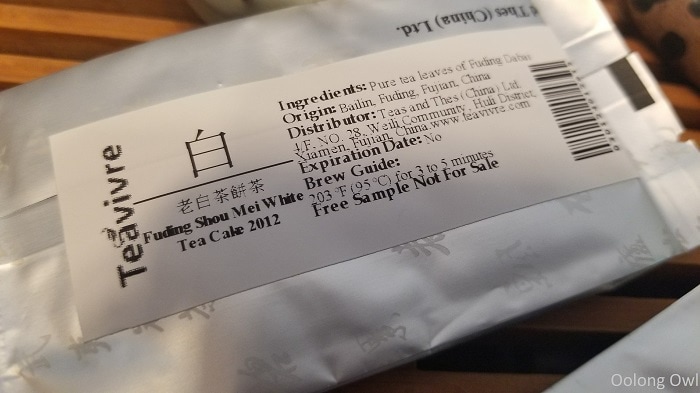 Thes (China) Ltd.
Teavivre
白
老白茶餅茶
Fuding Shou Mei White
Tea Cake 2012
Ingredients: Pure tea leaves of Fuding Dabai
Origin: Bailin, Fuding, Fujian, China
Distributor: Teas and Thes (China) Ltd.
4/F. NO. 28, Weili Community, Huli District,
Xiamen, Fujian, China www.teavivre.com
Expiration Date: No
Brew Guide:
203 °F (95 °C) for 3 to 5 minutes
Free Sample Not For Sale
Oolong Owl